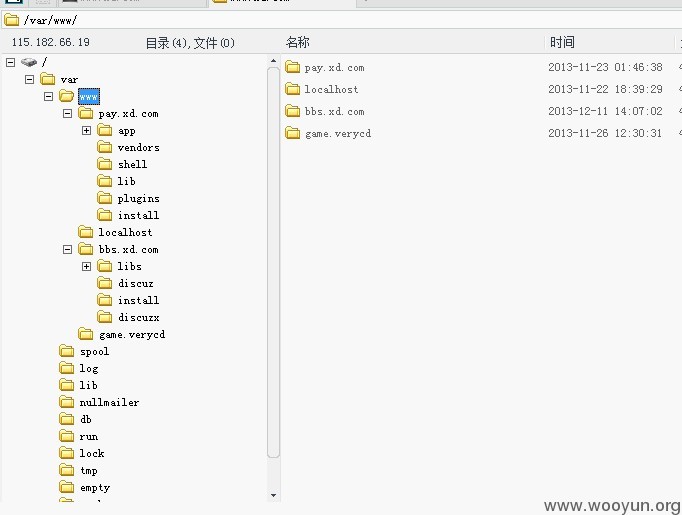 /var/www/
115.182.66.19 目录(4),文件(0) 名称 时间
/
var
www
pay.xd.com
app
vendors
shell
lib
plugins
install
localhost
bbs.xd.com
libs
discuz
install
discuzx
game.verycd
spool
log
lib
nullmailer
db
run
lock
tmp
empty
pay.xd.com 2013-11-23 01:46:38
localhost 2013-11-22 18:39:29
bbs.xd.com 2013-12-11 14:07:02
game.verycd 2013-11-26 12:30:31
www.wooyun.org